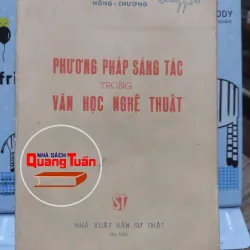 HỒNG - CHƯƠNG
PHƯƠNG PHÁP SÁNG TÁC
TRONG
VĂN HỌC NGHỆ THUẬT
NHÀ SÁCH
Quang Tuấn
ST
NHÀ XUẤT BẢN SỰ THẬT